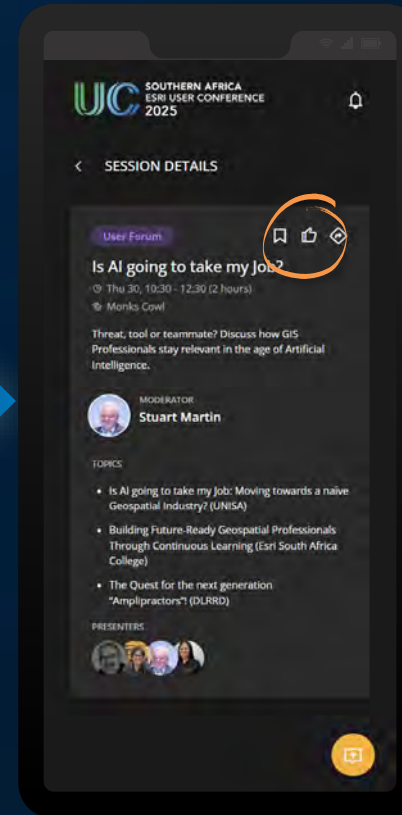 UC SOUTHERN AFRICA
ESRI USER CONFERENCE
2025
SESSION DETAILS
User Forum
Is AI going to take my Job?
Thu 30, 10:30 - 12:30 (2 hours)
Monks Cowl
Threat, tool or teammate? Discuss how GIS
Professionals stay relevant in the age of Artificial
Intelligence.
MODERATOR
Stuart Martin
TOPICS
• Is AI going to take my Job: Moving towards a naïve
Geospatial Industry? (UNISA)
• Building Future-Ready Geospatial Professionals
Through Continuous Learning (Esri South Africa
College)
• The Quest for the next generation
"Amplipractors"! (DLRRD)
PRESENTERS